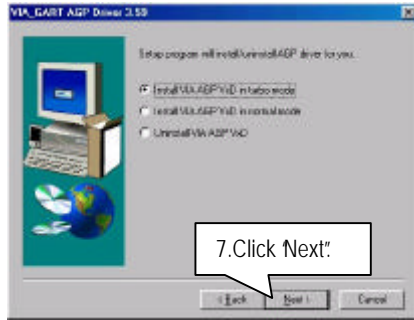 VIA_GART AGP Driver 3.59
Setup program will install/uninstall AGP driver for you.
Install VIA AGP VxD in turbo mode
Install VIA AGP VxD in normal mode
Uninstall VIA AGP VxD
7.Click “Next”.
< Back
Next >
Cancel